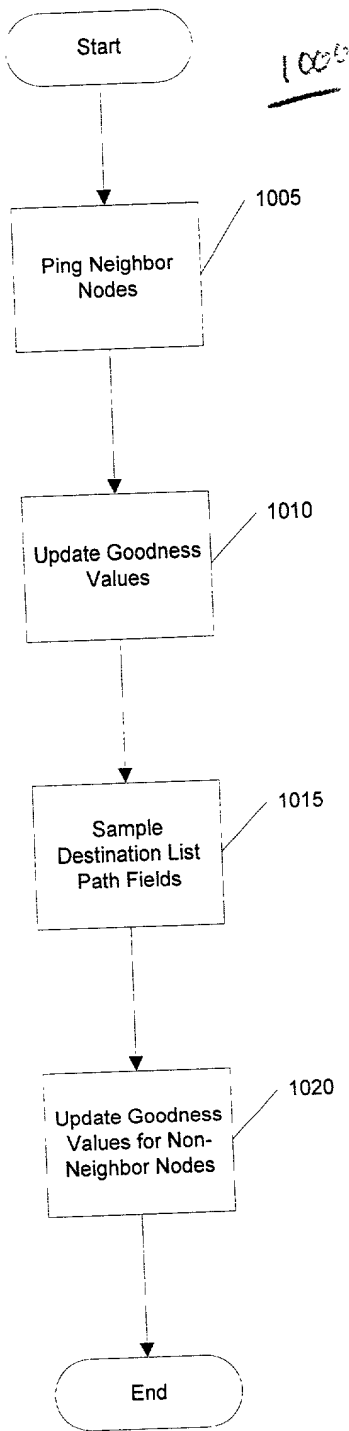 Start
1000
1005
Ping Neighbor
Nodes
1010
Update Goodness
Values
1015
Sample
Destination List
Path Fields
1020
Update Goodness
Values for Non-
Neighbor Nodes
End